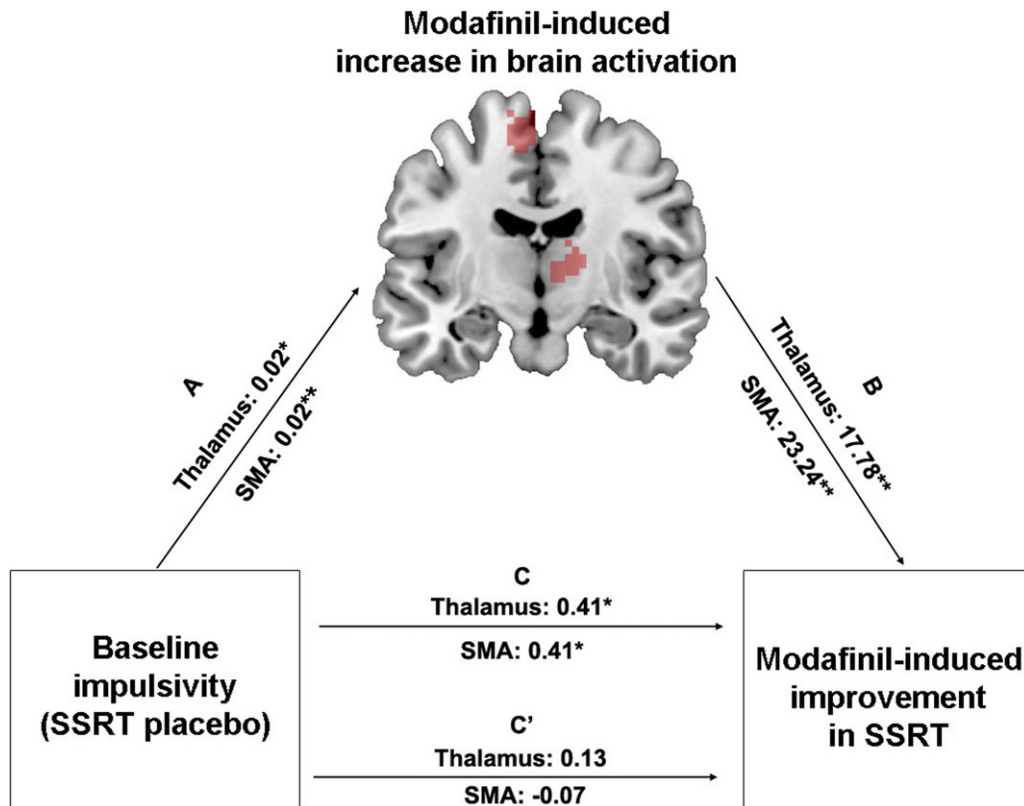 Modafinil-induced
increase in brain activation
A
Thalamus: 0.02*
SMA: 0.02**
B
Thalamus: 17.78**
SMA: 23.24**
Baseline
impulsivity
(SSRT placebo)
C
Thalamus: 0.41*
SMA: 0.41*
C’
Thalamus: 0.13
SMA: -0.07
Modafinil-induced
improvement
in SSRT